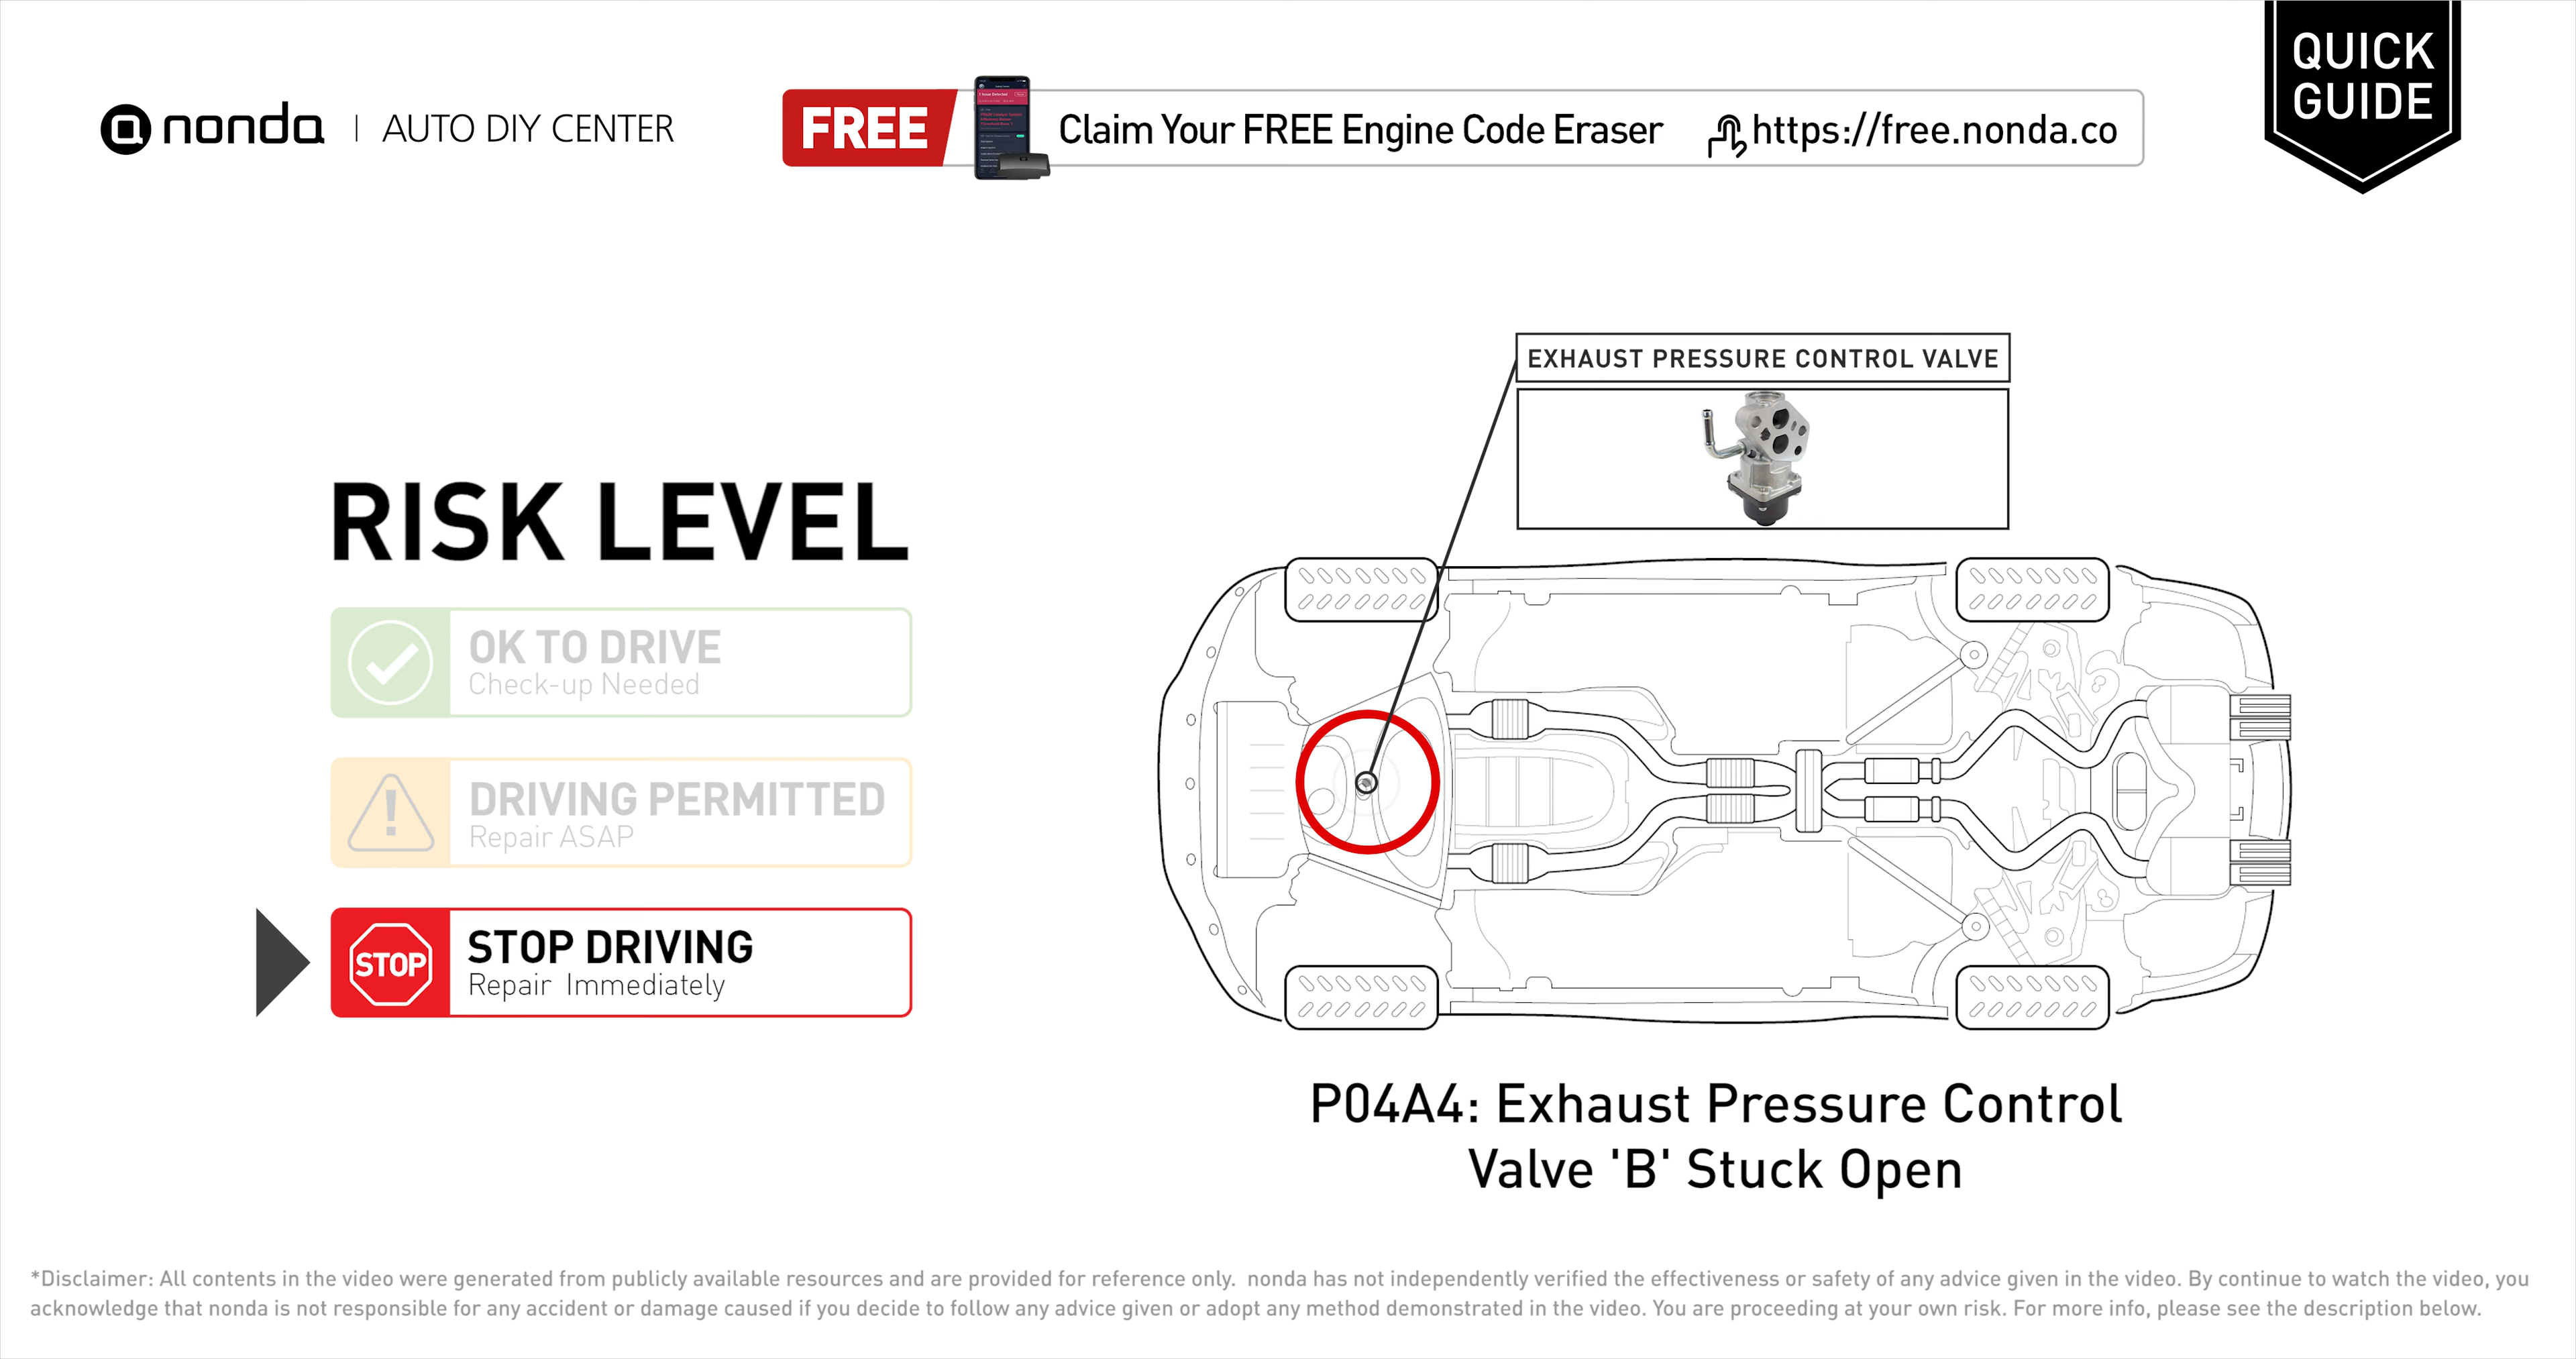 nonda | AUTO DIY CENTER
FREE
Claim Your FREE Engine Code Eraser
https://free.nonda.co
QUICK
GUIDE
EXHAUST PRESSURE CONTROL VALVE
RISK LEVEL
OK TO DRIVE
Check-up Needed
DRIVING PERMITTED
Repair ASAP
STOP
STOP DRIVING
Repair Immediately
P04A4: Exhaust Pressure Control
Valve 'B' Stuck Open
*Disclaimer: All contents in the video were generated from publicly available resources and are provided for reference only. nonda has not independently verified the effectiveness or safety of any advice given in the video. By continue to watch the video, you
acknowledge that nonda is not responsible for any accident or damage caused if you decide to follow any advice given or adopt any method demonstrated in the video. You are proceeding at your own risk. For more info, please see the description below.